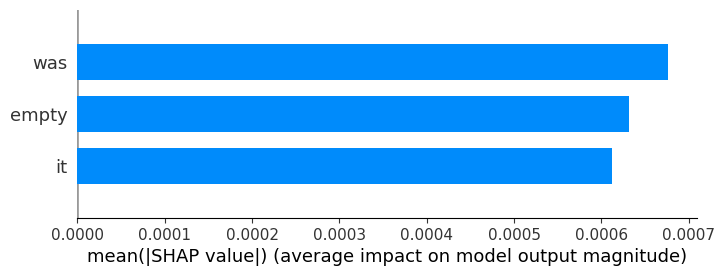 was
empty
it
0.0000 0.0001 0.0002 0.0003 0.0004 0.0005 0.0006 0.0007
mean(|SHAP value|) (average impact on model output magnitude)